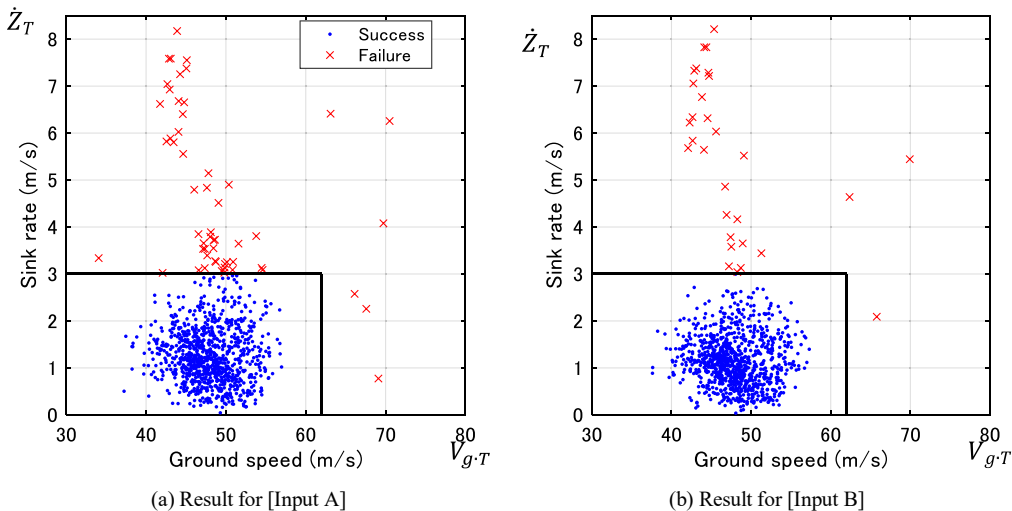 Ż_T
8
7
6
5
4
3
2
1
0
Sink rate (m/s)
30 40 50 60 70 80
Ground speed (m/s)
V_{g·T}
Success
Failure
(a) Result for [Input A]
Ż_T
8
7
6
5
4
3
2
1
0
Sink rate (m/s)
30 40 50 60 70 80
Ground speed (m/s)
V_{g·T}
(b) Result for [Input B]